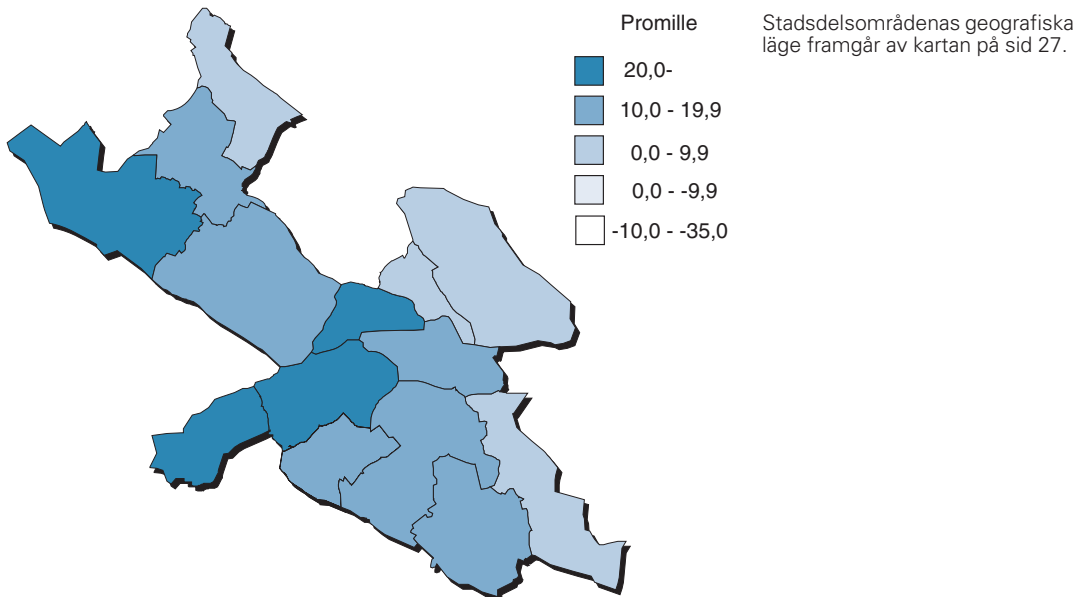 Promille
20,0-
10,0 - 19,9
0,0 - 9,9
0,0 - -9,9
-10,0 - -35,0
Stadsdelsområdenas geografiska
läge framgår av kartan på sid 27.